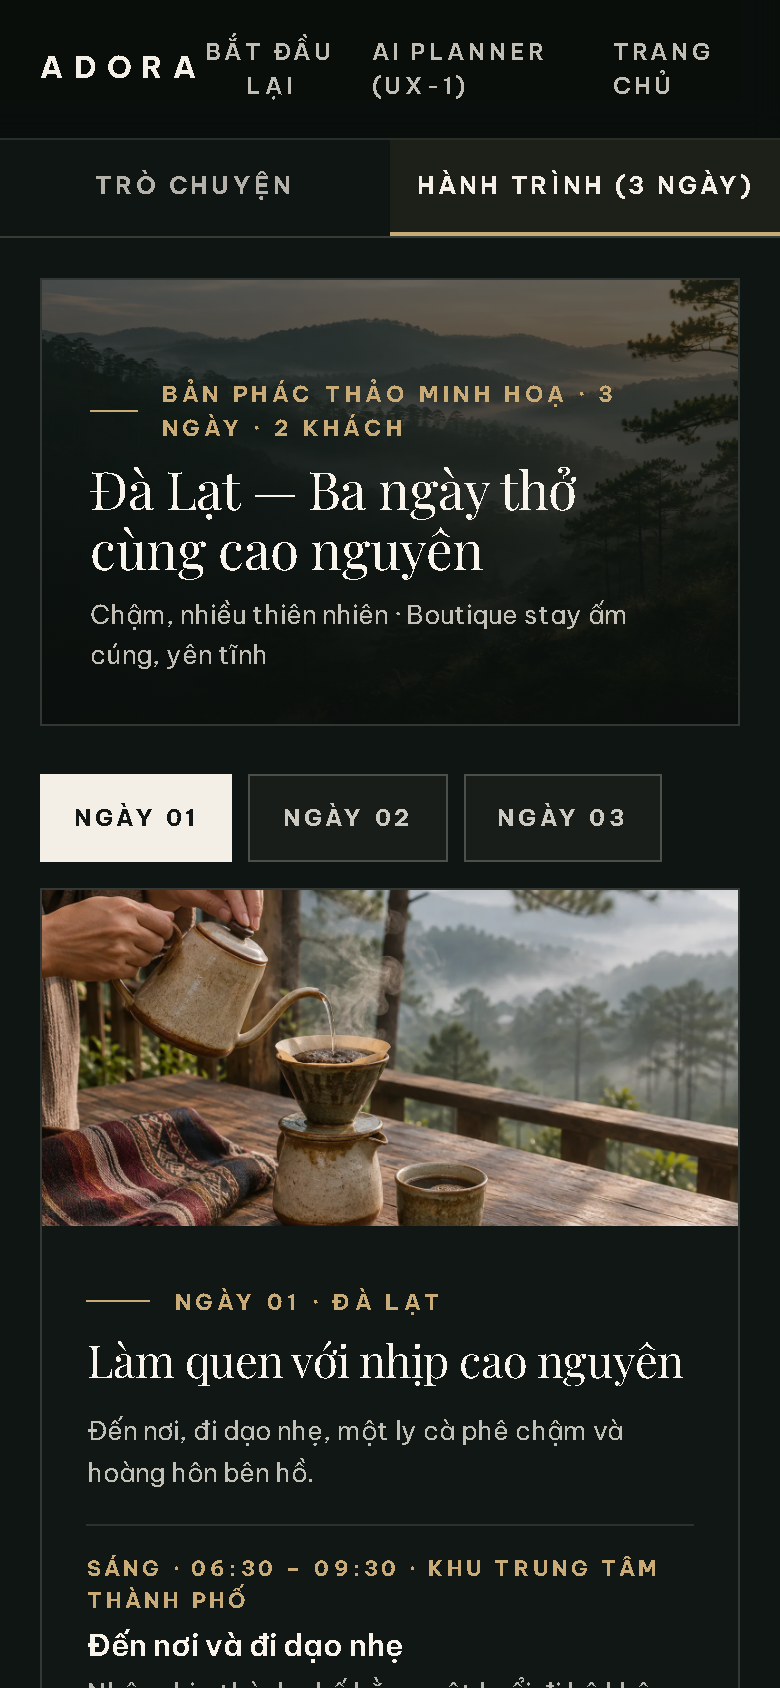 ADORA
BẮT ĐẦU
LẠI
AI PLANNER
(UX-1)
TRANG
CHỦ
TRÒ CHUYỆN
HÀNH TRÌNH (3 NGÀY)
BẢN PHÁC THẢO MINH HOẠ · 3
NGÀY · 2 KHÁCH
Đà Lạt — Ba ngày thở
cùng cao nguyên
Chậm, nhiều thiên nhiên · Boutique stay ấm
cúng, yên tĩnh
NGÀY 01
NGÀY 02
NGÀY 03
NGÀY 01 · ĐÀ LẠT
Làm quen với nhịp cao nguyên
Đến nơi, đi dạo nhẹ, một ly cà phê chậm và
hoàng hôn bên hồ.
SÁNG · 06:30 – 09:30 · KHU TRUNG TÂM
THÀNH PHỐ
Đến nơi và đi dạo nhẹ